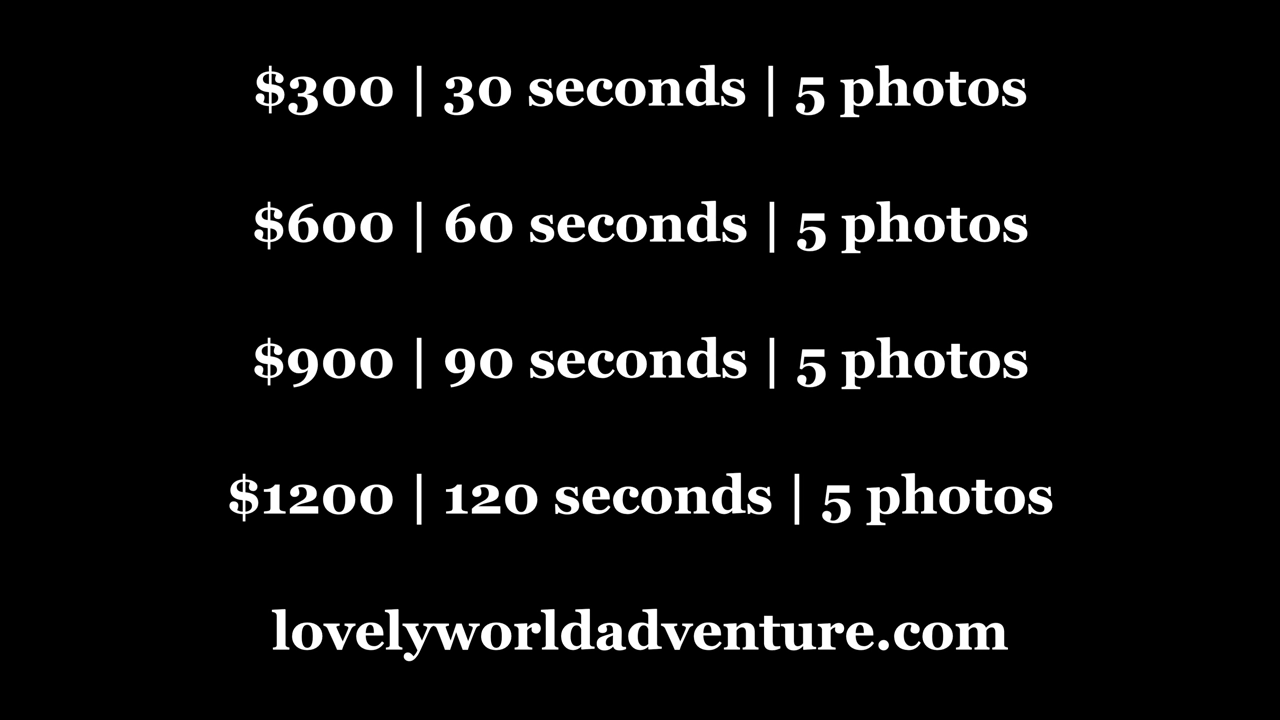 $300 | 30 seconds | 5 photos
$600 | 60 seconds | 5 photos
$900 | 90 seconds | 5 photos
$1200 | 120 seconds | 5 photos
lovelyworldadventure.com